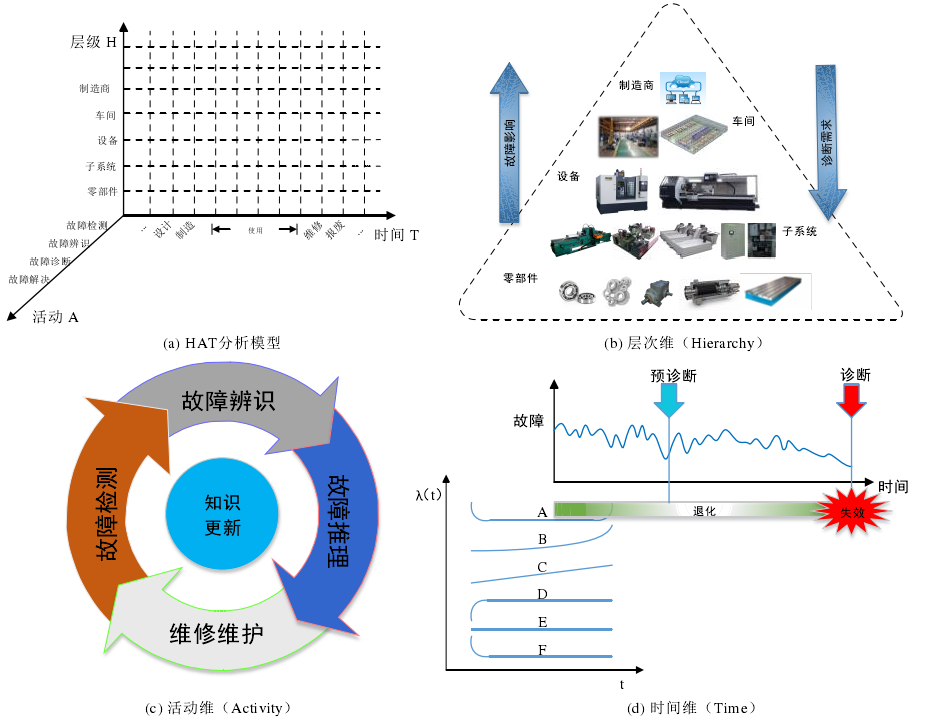 层级 H
制造商
车间
设备
子系统
零部件
故障检测
故障辨识
故障诊断
故障解决
活动 A
...
设计
制造
使用
维修
报废
...
时间 T
(a) HAT分析模型
故障影响
诊断需求
制造商
车间
设备
子系统
零部件
(b) 层次维（Hierarchy）
故障辨识
故障推理
维修维护
故障检测
知识
更新
(c) 活动维（Activity）
预诊断
诊断
故障
时间
退化
失效
λ(t)
A
B
C
D
E
F
t
(d) 时间维（Time）